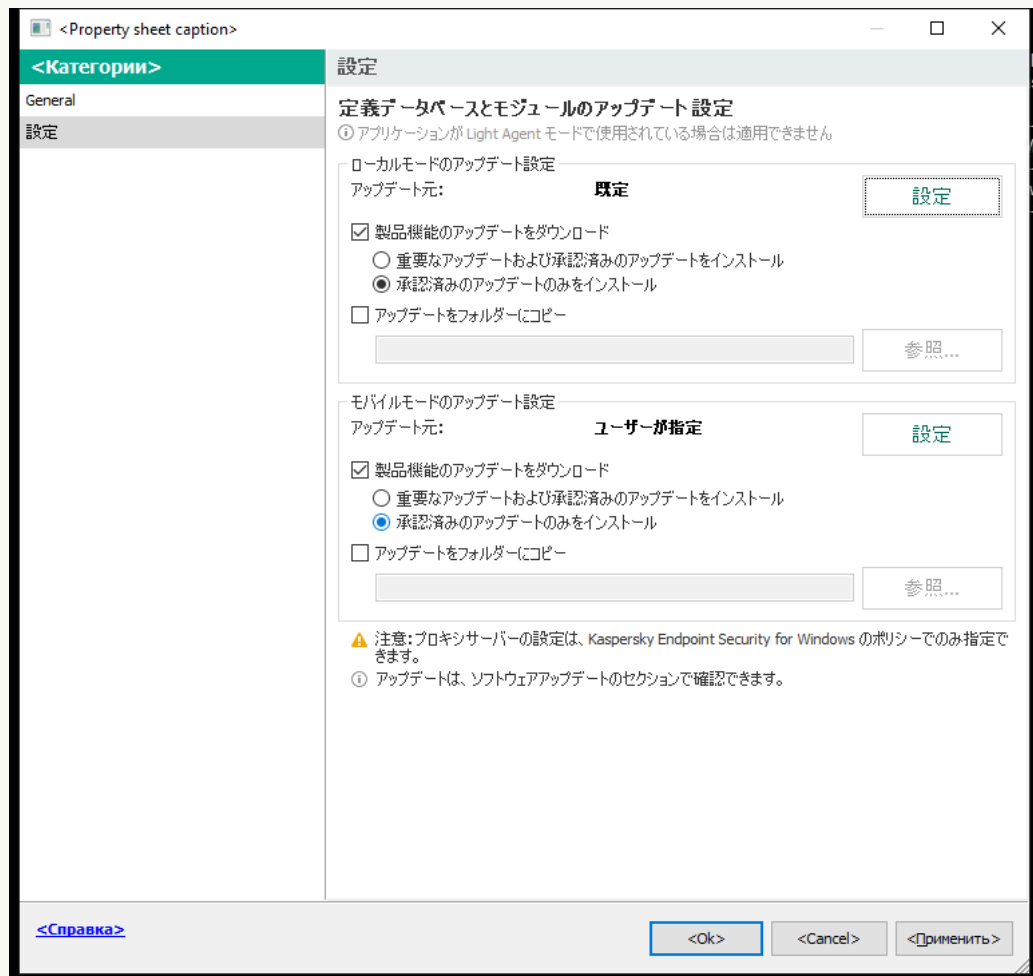 <Property sheet caption>
<Категории>
General
設定
設定
定義データベースとモジュールのアップデート設定
アプリケーションが Light Agent モードで使用されている場合は適用できません
ローカルモードのアップデート設定
アップデート元: 既定 設定
製品機能のアップデートをダウンロード
重要なアップデートおよび承認済みのアップデートをインストール
承認済みのアップデートのみをインストール
アップデートをフォルダーにコピー
参照...
モバイルモードのアップデート設定
アップデート元: ユーザーが指定 設定
製品機能のアップデートをダウンロード
重要なアップデートおよび承認済みのアップデートをインストール
承認済みのアップデートのみをインストール
アップデートをフォルダーにコピー
参照...
注意:プロキシサーバーの設定は、Kaspersky Endpoint Security for Windows のポリシーでのみ指定で
きます。
アップデートは、ソフトウェアアップデートのセクションで確認できます。
<Справка>
<Ok> <Cancel> <Применить>